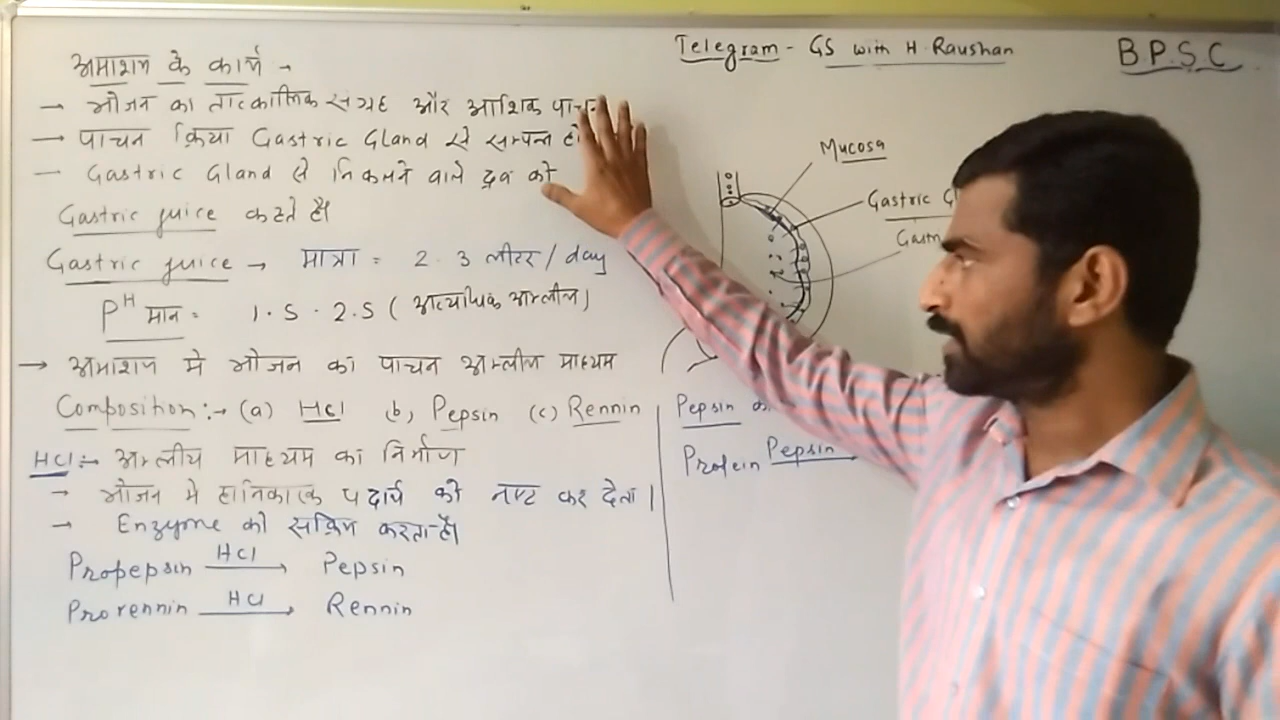 Telegram - GS with H. Raushan
B.P.S.C
आमाशय के कार्य →
→ भोजन का तात्कालिक संग्रह और आंशिक पाचन
→ पाचन क्रिया Gastric Gland से सम्पन्न
→ Gastric Gland से निकलने वाले द्रव को
Gastric juice कहते हैं।
Gastric juice → मात्रा = 2.3 लीटर / day
PH मान = 1.5 - 2.5 ( अत्याधिक अम्लीय )
→ आमाशय मे भोजन का पाचन अम्लीय माध्यम
Composition :→ (a) HCl (b) Pepsin (c) Rennin
HCl :→ अम्लीय माध्यम का निर्माण
→ भोजन मे हानिकारक पदार्थ को नष्ट कर देता।
→ Enzyme को सक्रिय करता है।
Propepsin HCl → Pepsin
Prorennin HCl → Rennin
Mucosa
Gastric
Pepsin
Protein Pepsin →